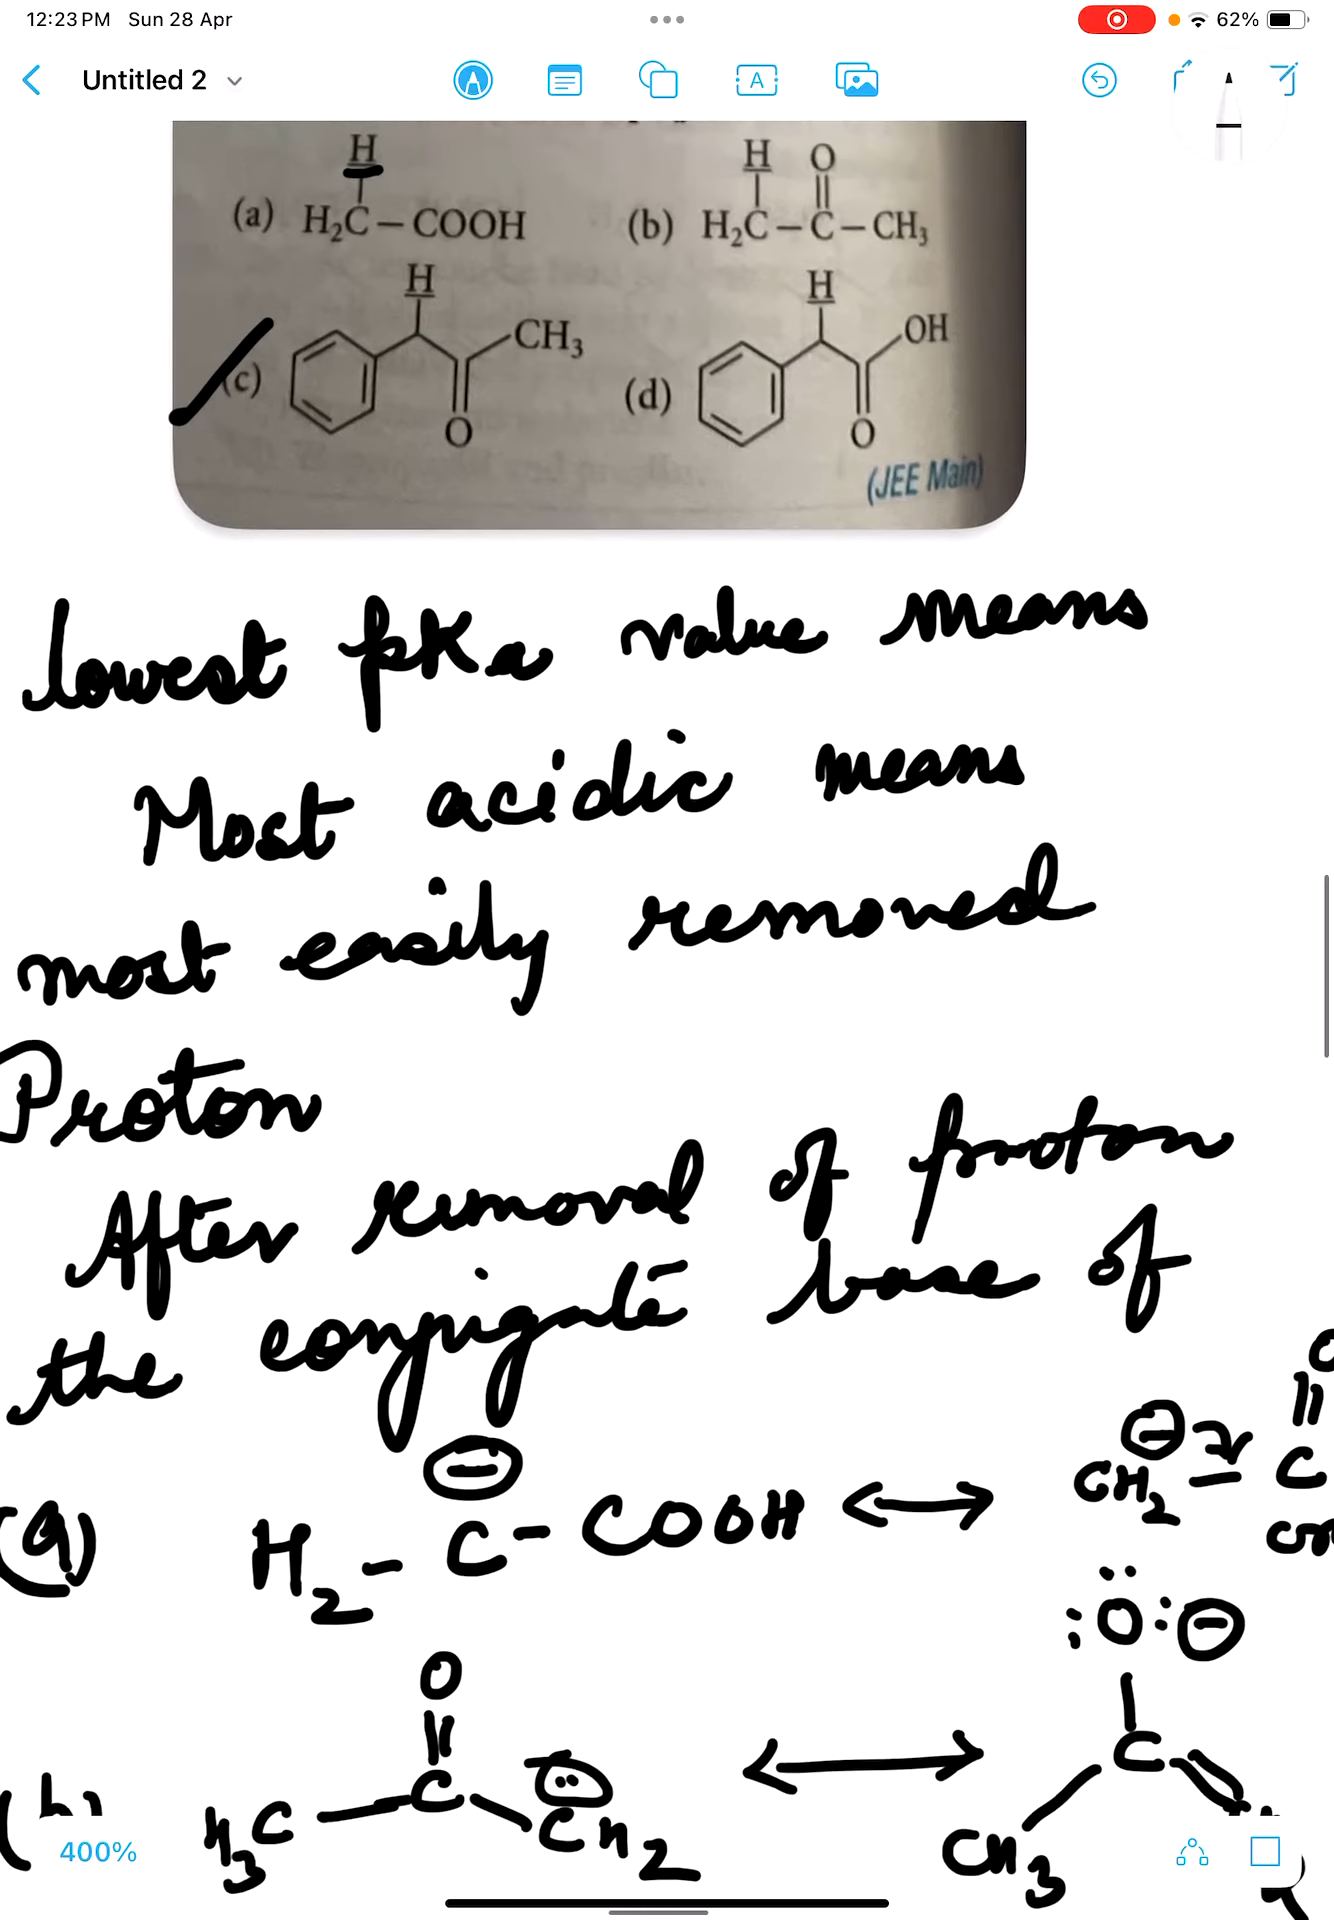 12:23 PM Sun 28 Apr
62%
Untitled 2
A
H
(a) H₂C – COOH
H O
(b) H₂C – C – CH₃
H
(c) CH₃
O
H
(d) OH
O
(JEE Main)
lowest pKa value means
Most acidic means
most easily removed
Proton
After removal of proton
the conjugate base of
(a) H₂ - C - COOH ↔ CH₂ - C
⊖
⊖
O
OH
:O: ⊖
O
(b) H₃C C CH₂ ↔ CH₃ C
400%